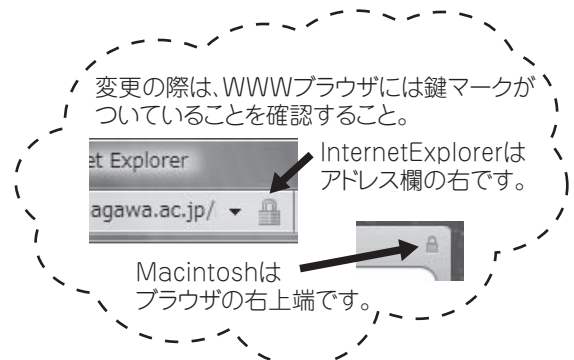 変更の際は、WWWブラウザには鍵マークが
ついていることを確認すること。
et Explorer
InternetExplorerは
アドレス欄の右です。
agawa.ac.jp/
Macintoshは
ブラウザの右上端です。